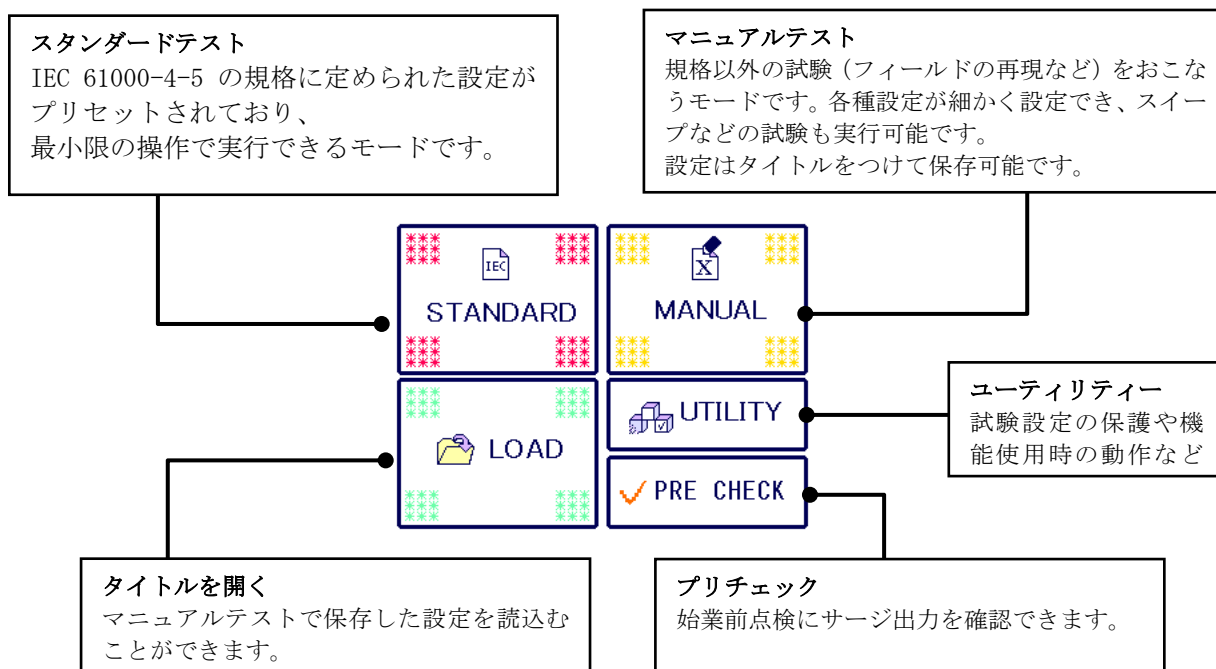 スタンダードテスト
IEC 61000-4-5 の規格に定められた設定が
プリセットされており、
最小限の操作で実行できるモードです。
マニュアルテスト
規格以外の試験（フィールドの再現など）をおこな
うモードです。各種設定が細かく設定でき、スイー
プなどの試験も実行可能です。
設定はタイトルをつけて保存可能です。
IEC
STANDARD
X
MANUAL
LOAD
UTILITY
PRE CHECK
ユーティリティー
試験設定の保護や機
能使用時の動作など
タイトルを開く
マニュアルテストで保存した設定を読込む
ことができます。
プリチェック
始業前点検にサージ出力を確認できます。